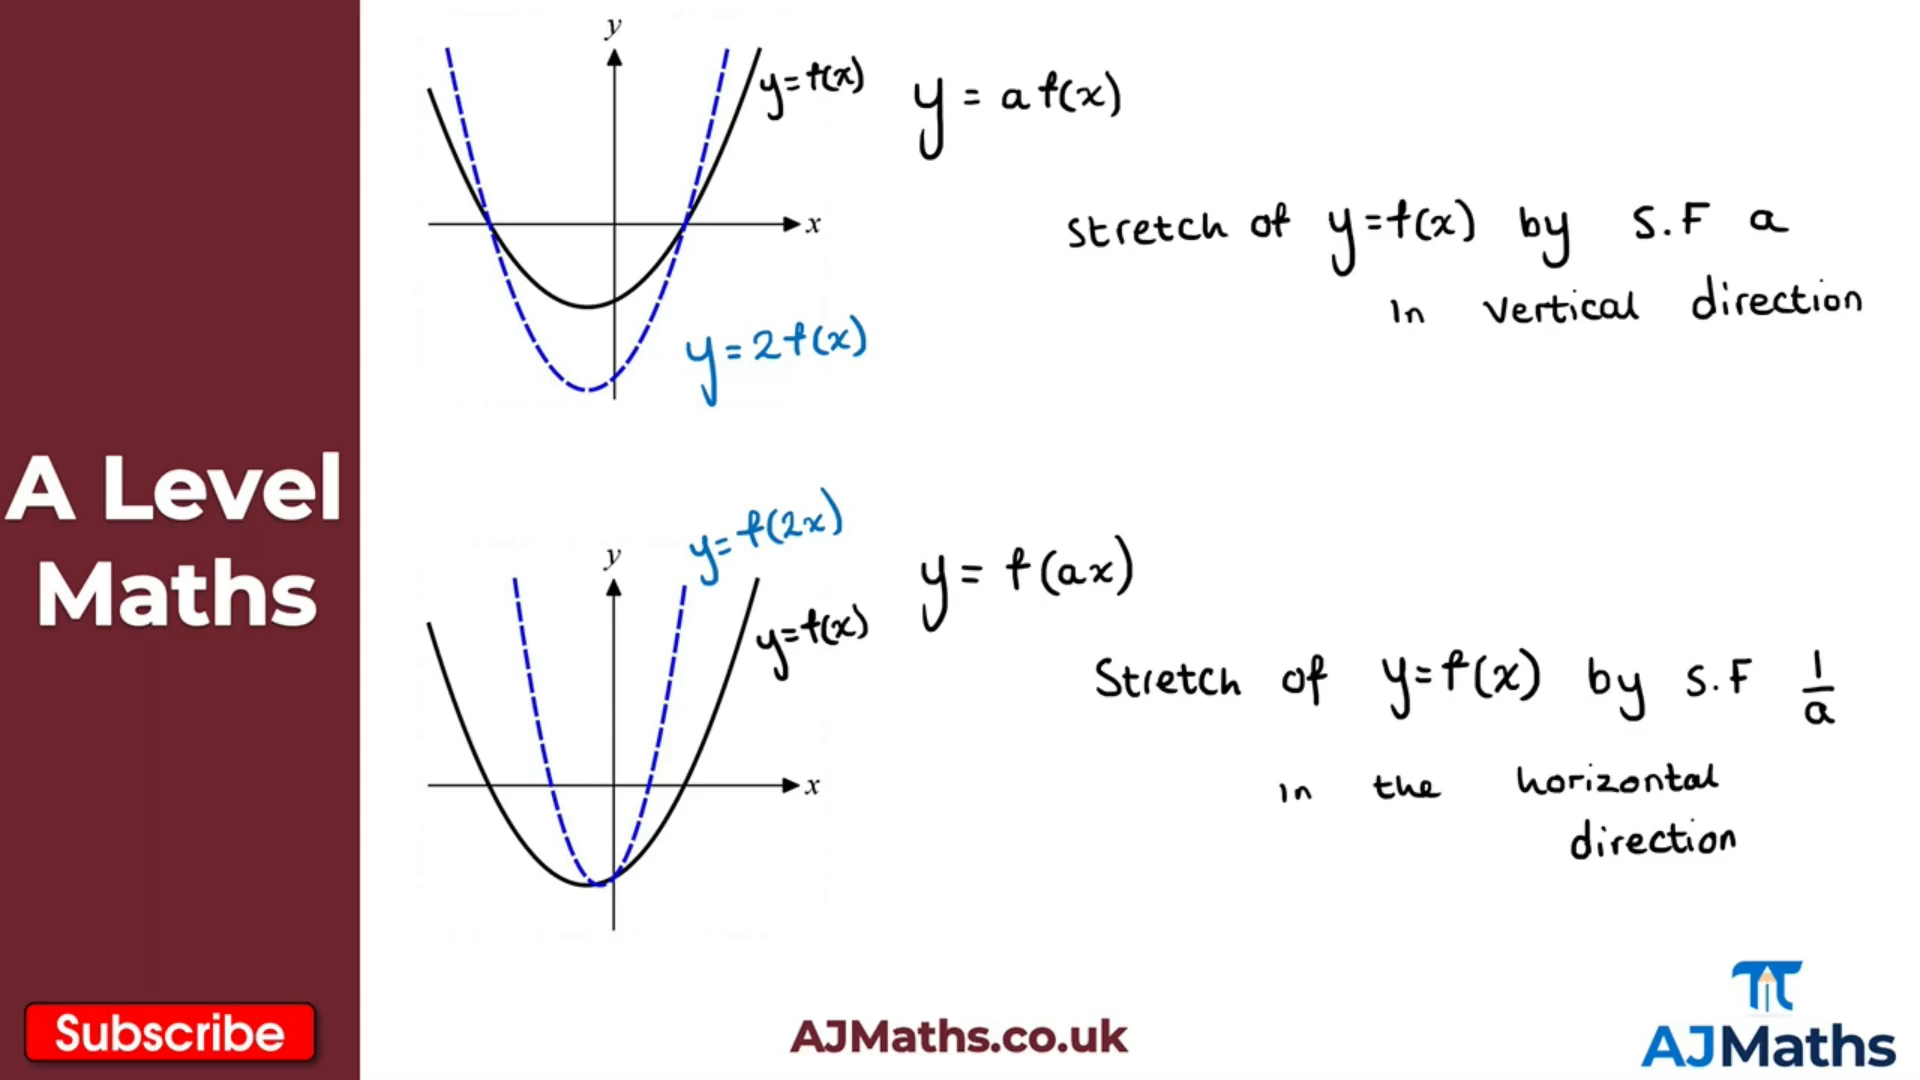 A Level
Maths
Subscribe
y
y=f(x)
x
y=2f(x)
y = a f(x)
stretch of y=f(x) by S.F a
in vertical direction
y=f(2x)
y
y=f(x)
x
y = f(ax)
Stretch of y=f(x) by S.F 1/a
in the horizontal
direction
AJMaths.co.uk
AJMaths